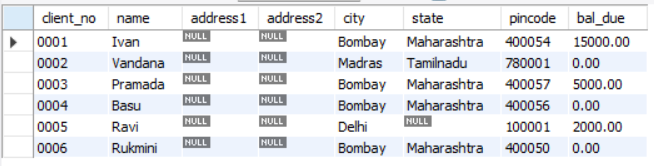 client_no name address1 address2 city state pincode bal_due
0001 Ivan NULL NULL Bombay Maharashtra 400054 15000.00
0002 Vandana NULL NULL Madras Tamilnadu 780001 0.00
0003 Pramada NULL NULL Bombay Maharashtra 400057 5000.00
0004 Basu NULL NULL Bombay Maharashtra 400056 0.00
0005 Ravi NULL NULL Delhi NULL 100001 2000.00
0006 Rukmini NULL NULL Bombay Maharashtra 400050 0.00